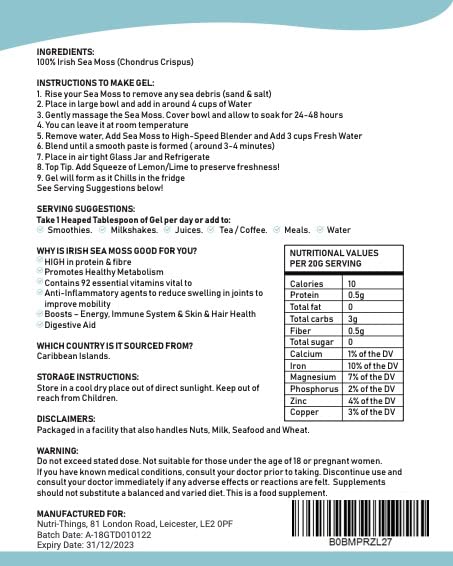 INGREDIENTS:
100% Irish Sea Moss (Chondrus Crispus)
INSTRUCTIONS TO MAKE GEL:
1. Rise your Sea Moss to remove any sea debris (sand & salt)
2. Place in large bowl and add in around 4 cups of Water
3. Gently massage the Sea Moss. Cover bowl and allow to soak for 24-48 hours
4. You can leave it at room temperature
5. Remove water, Add Sea Moss to High-Speed Blender and Add 3 cups Fresh Water
6. Blend until a smooth paste is formed ( around 3-4 minutes)
7. Place in air tight Glass Jar and Refrigerate
8. Top Tip. Add Squeeze of Lemon/Lime to preserve freshness!
9. Gel will form as it Chills in the fridge
See Serving Suggestions below!
SERVING SUGGESTIONS:
Take 1 Heaped Tablespoon of Gel per day or add to:
Smoothies. Milkshakes. Juices. Tea / Coffee. Meals. Water
WHY IS IRISH SEA MOSS GOOD FOR YOU?
HIGH in protein & fibre
Promotes Healthy Metabolism
Contains 92 essential vitamins vital to
Anti-Inflammatory agents to reduce swelling in joints to
improve mobility
Boosts - Energy, Immune System & Skin & Hair Health
Digestive Aid
WHICH COUNTRY IS IT SOURCED FROM?
Caribbean Islands.
STORAGE INSTRUCTIONS:
Store in a cool dry place out of direct sunlight. Keep out of
reach from Children.
NUTRITIONAL VALUES
PER 20G SERVING
Calories 10
Protein 0.5g
Total fat 0
Total carbs 3g
Fiber 0.5g
Total sugar 0
Calcium 1% of the DV
Iron 10% of the DV
Magnesium 7% of the DV
Phosphorus 2% of the DV
Zinc 4% of the DV
Copper 3% of the DV
DISCLAIMERS:
Packaged in a facility that also handles Nuts, Milk, Seafood and Wheat.
WARNING:
Do not exceed stated dose. Not suitable for those under the age of 18 or pregnant women.
If you have known medical conditions, consult your doctor prior to taking. Discontinue use and
consult your doctor immediately if any adverse effects or reactions are felt. Supplements
should not substitute a balanced and varied diet. This is a food supplement.
MANUFACTURED FOR:
Nutri-Things, 81 London Road, Leicester, LE2 0PF
Batch Date: A-18GTD010122
Expiry Date: 31/12/2023
B0BMPRZL27